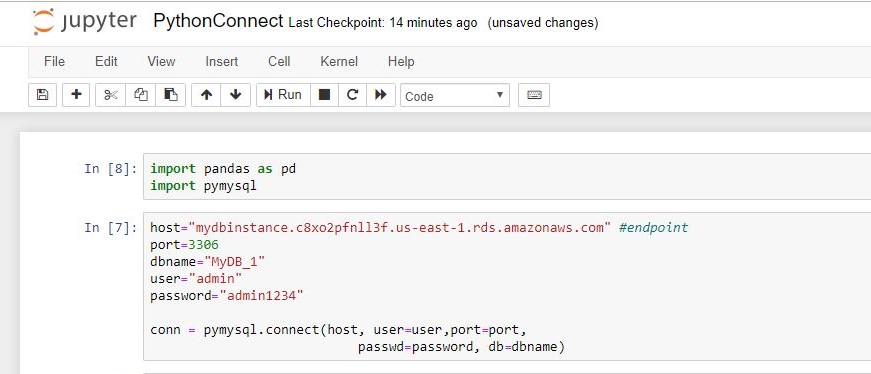 jupyter PythonConnect Last Checkpoint: 14 minutes ago (unsaved changes)
File Edit View Insert Cell Kernel Help
Run Code
In [8]: import pandas as pd
import pymysql
In [7]: host="mydbinstance.c8xo2pfnll3f.us-east-1.rds.amazonaws.com" #endpoint
port=3306
dbname="MyDB_1"
user="admin"
password="admin1234"
conn = pymysql.connect(host, user=user,port=port,
passwd=password, db=dbname)